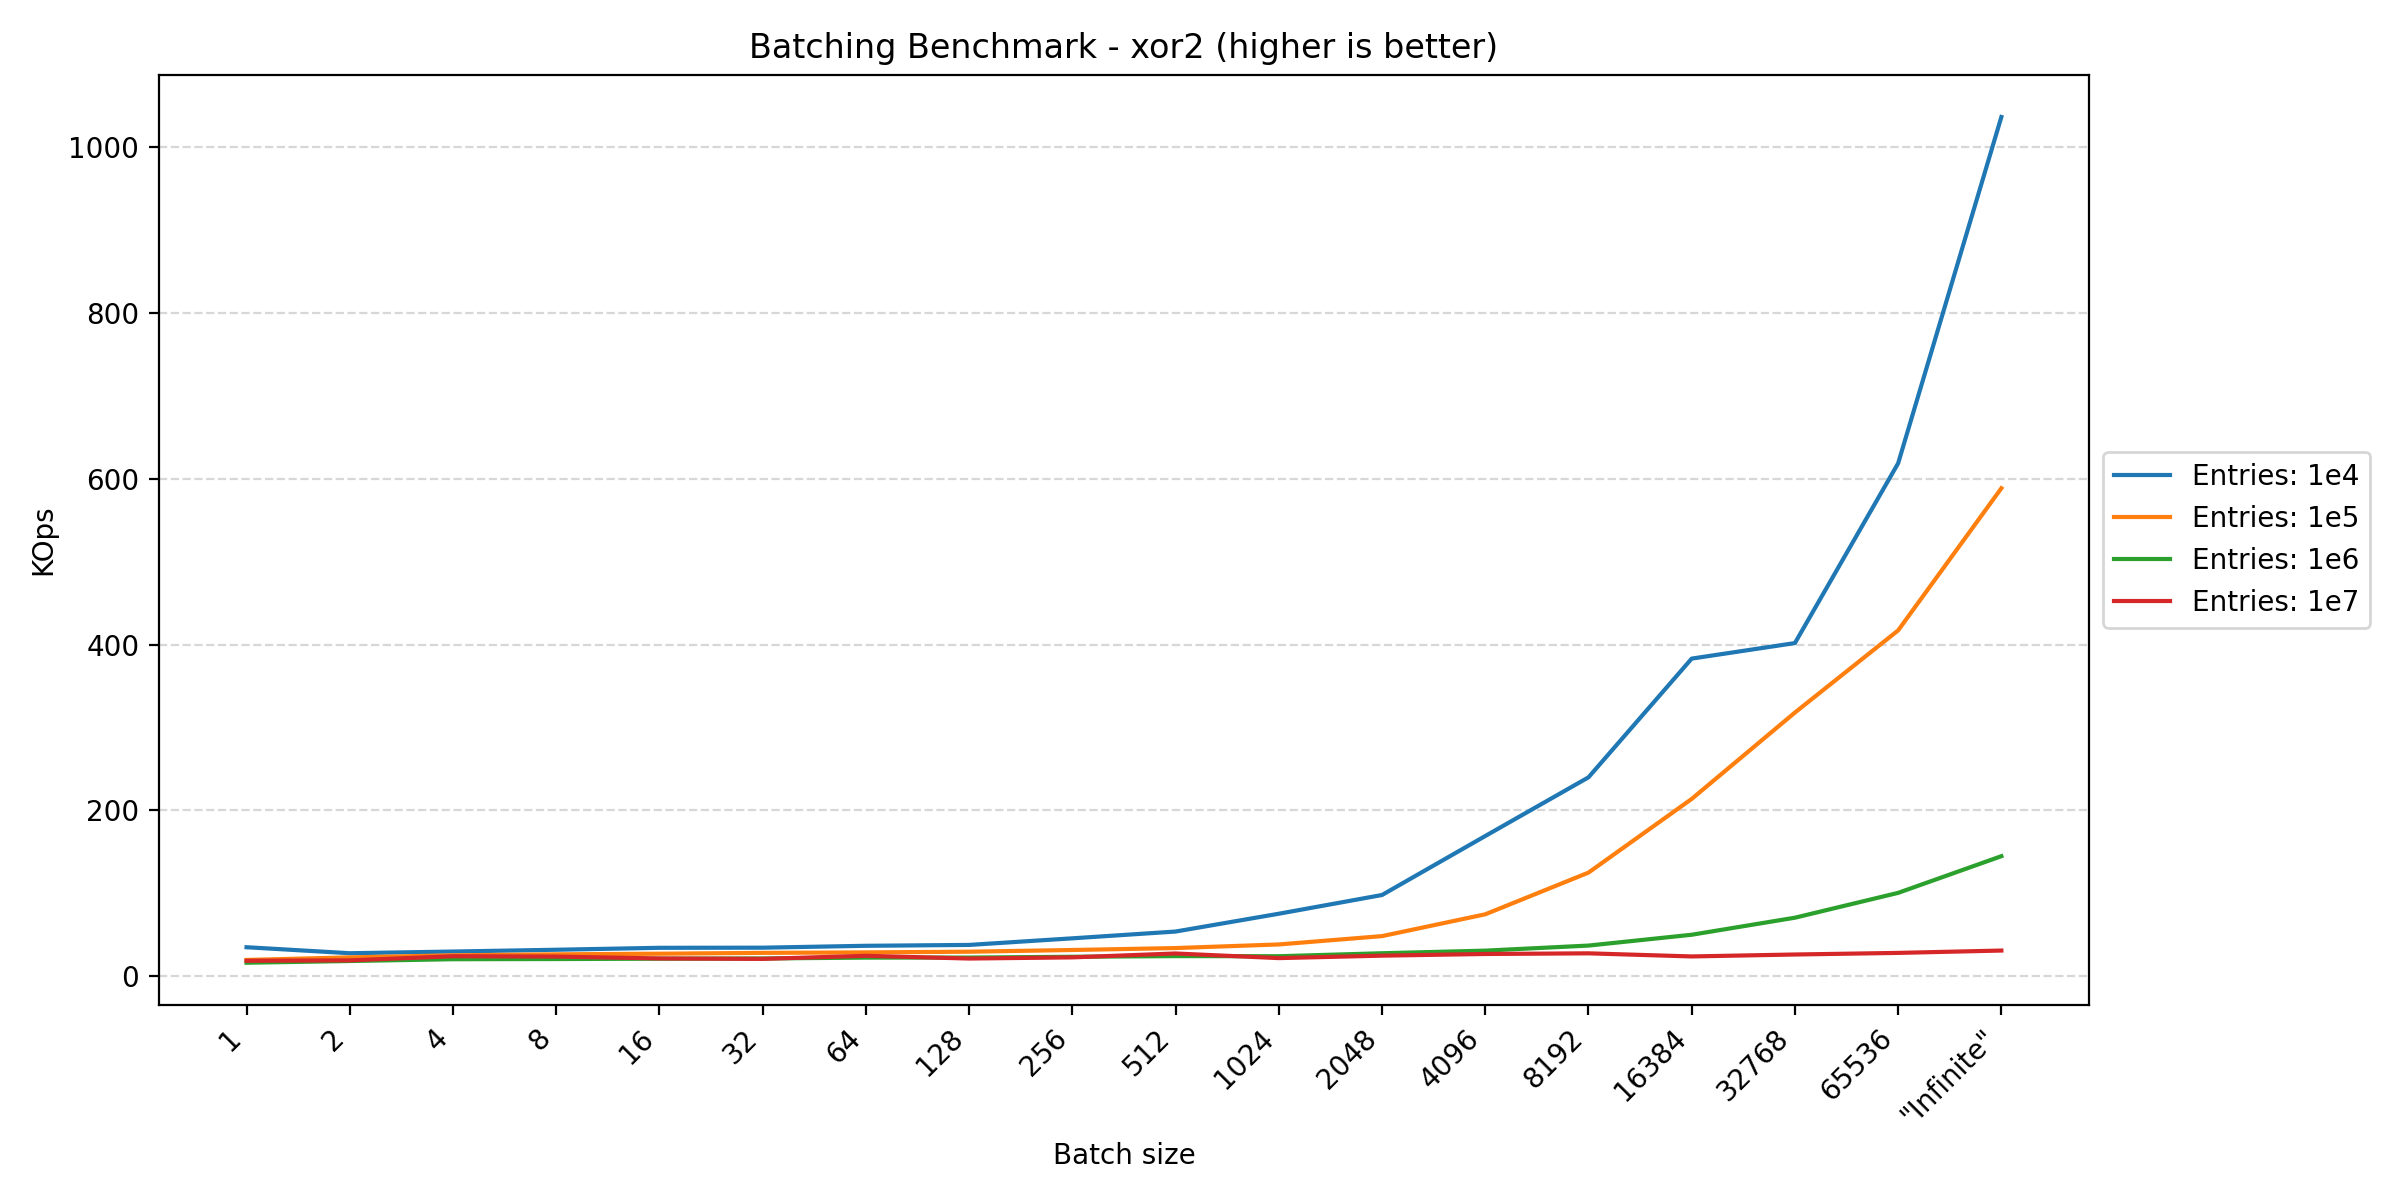 Batching Benchmark - xor2 (higher is better)
KOps
1000
800
600
400
200
0
1
2
4
8
16
32
64
128
256
512
1024
2048
4096
8192
16384
32768
65536
"Infinite"
Batch size
Entries: 1e4
Entries: 1e5
Entries: 1e6
Entries: 1e7